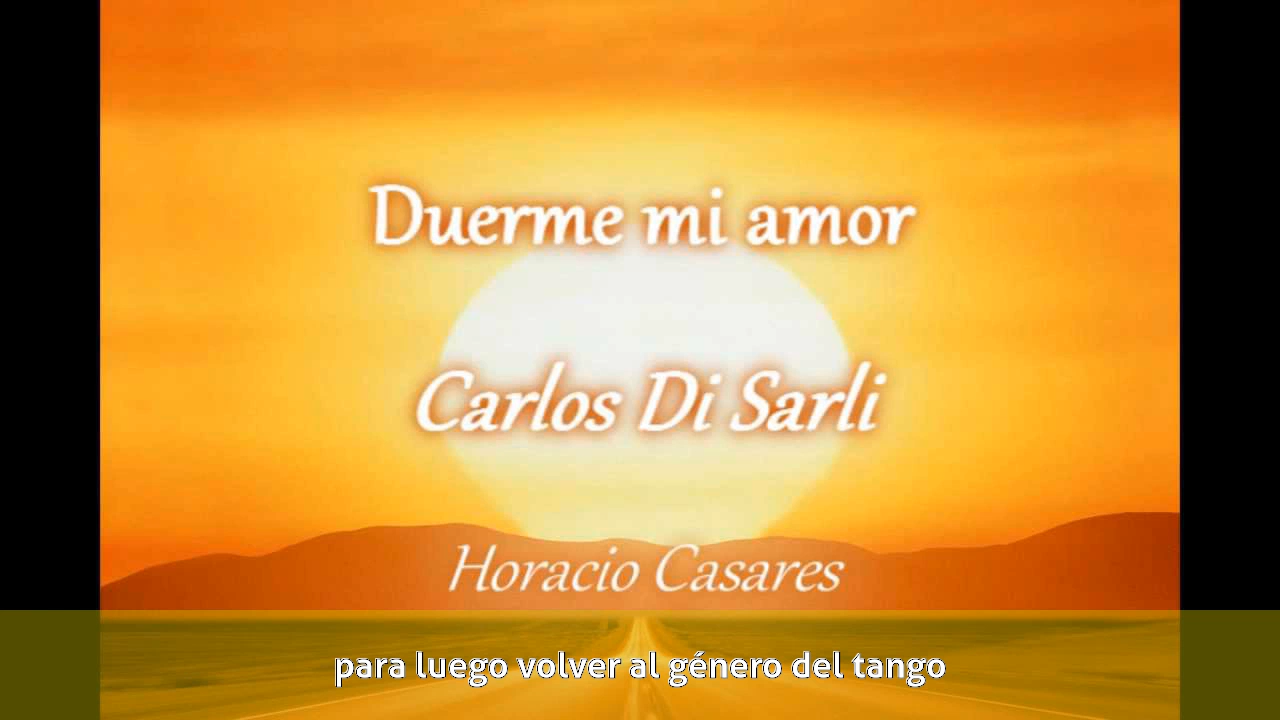 Duerme mi amor
Carlos Di Sarli
Horacio Casares
para luego volver al género del tango